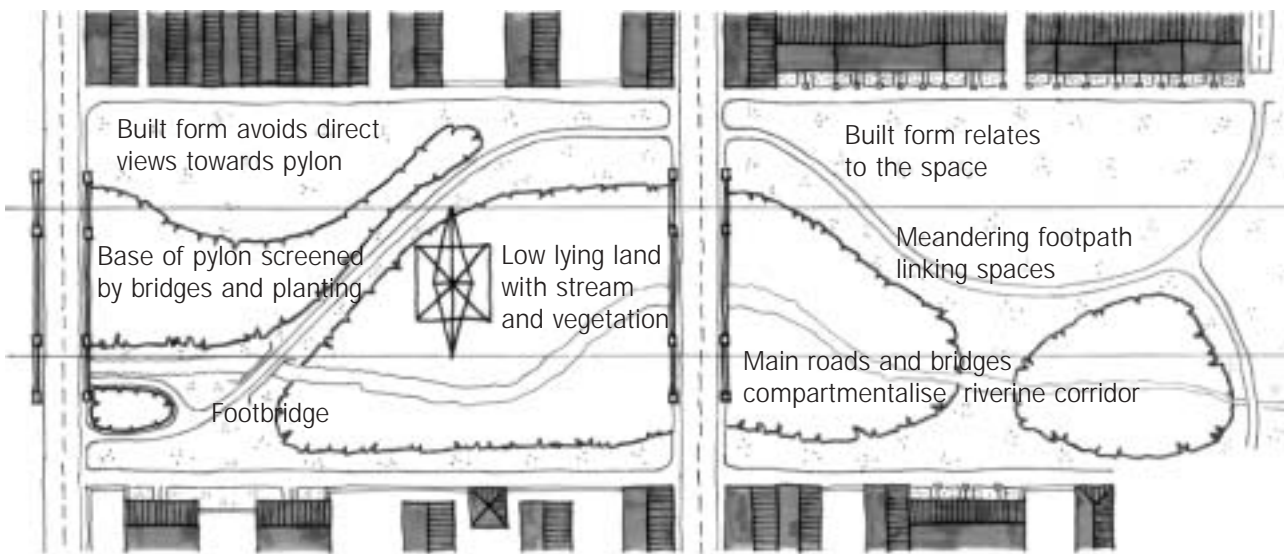 Built form avoids direct
views towards pylon
Built form relates
to the space
Base of pylon screened
by bridges and planting
Low lying land
with stream
and vegetation
Meandering footpath
linking spaces
Main roads and bridges
compartmentalise riverine corridor
Footbridge